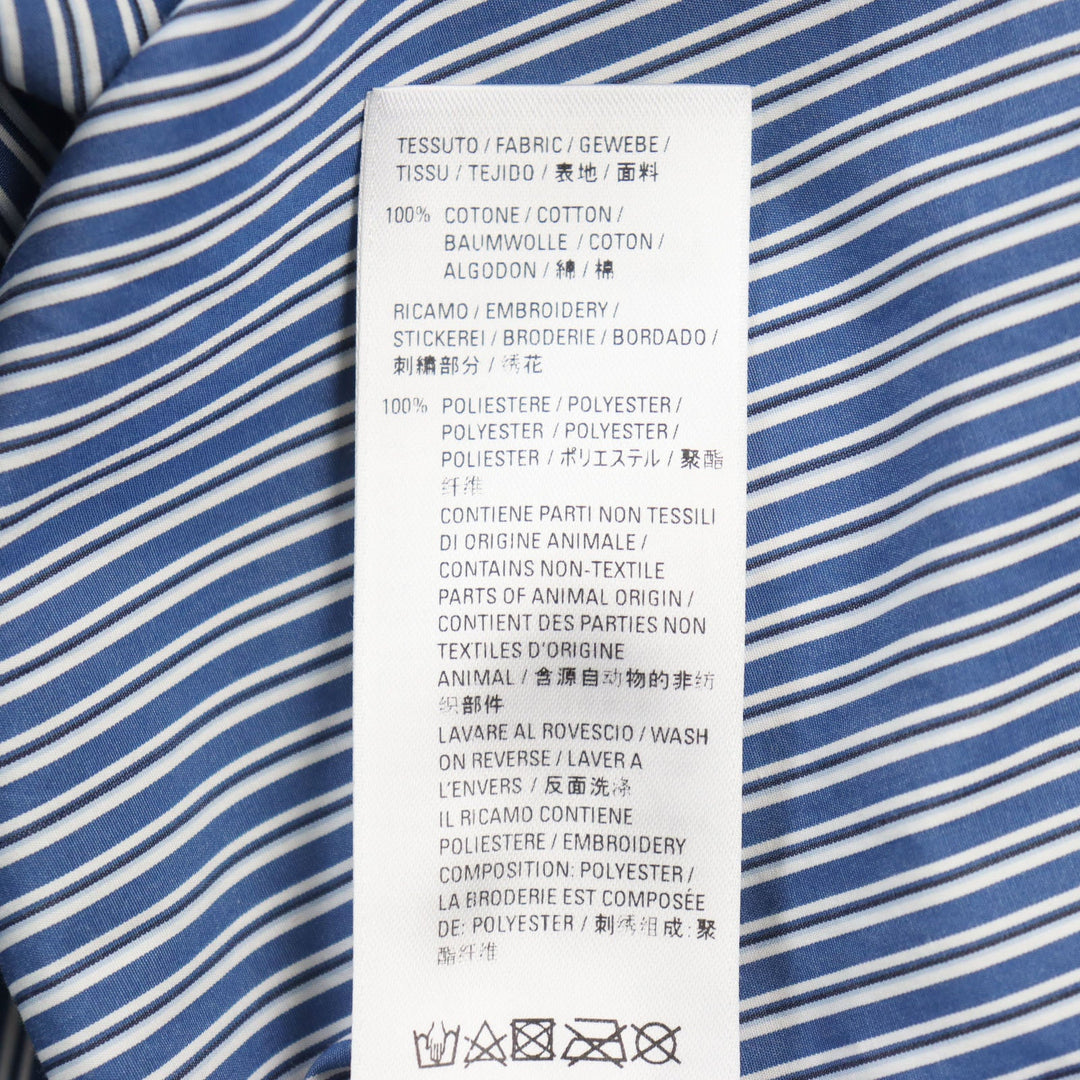 TESSUTO / FABRIC / GEWEBE /
TISSU / TEJIDO / 表地 / 面料
100% COTONE / COTTON /
BAUMWOLLE / COTON /
ALGODON / 綿 / 棉
RICAMO / EMBROIDERY /
STICKEREI / BRODERIE / BORDADO /
刺繍部分 / 绣花
100% POLIESTERE / POLYESTER /
POLYESTER / POLYESTER /
POLIESTER / ポリエステル / 聚酯
纤维
CONTIENE PARTI NON TESSILI
DI ORIGINE ANIMALE /
CONTAINS NON-TEXTILE
PARTS OF ANIMAL ORIGIN /
CONTIENT DES PARTIES NON
TEXTILES D'ORIGINE
ANIMAL / 含源自动物的非纺
织部件
LAVARE AL ROVESCIO / WASH
ON REVERSE / LAVER A
L'ENVERS / 反面洗涤
IL RICAMO CONTIENE
POLIESTERE / EMBROIDERY
COMPOSITION: POLYESTER /
LA BRODERIE EST COMPOSÉE
DE: POLYESTER / 刺绣组成: 聚
酯纤维